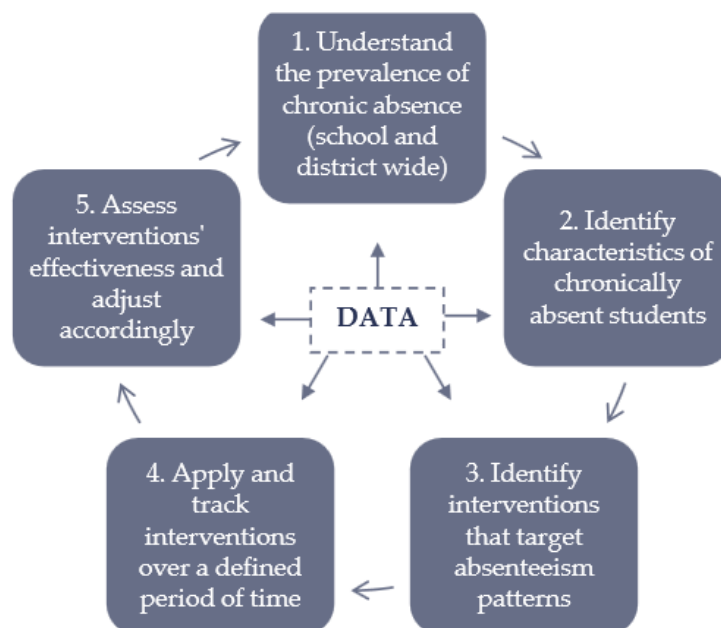 1. Understand
the prevalence of
chronic absence
(school and
district wide)
2. Identify
characteristics of
chronically
absent students
3. Identify
interventions
that target
absenteeism
patterns
4. Apply and
track
interventions
over a defined
period of time
5. Assess
interventions'
effectiveness and
adjust
accordingly
DATA